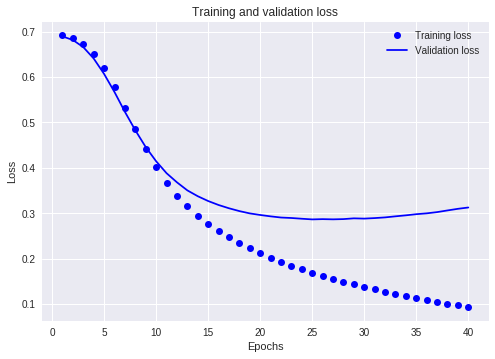 Training and validation loss
Training loss
Validation loss
0.7
0.6
0.5
0.4
0.3
0.2
0.1
Loss
0 5 10 15 20 25 30 35 40
Epochs